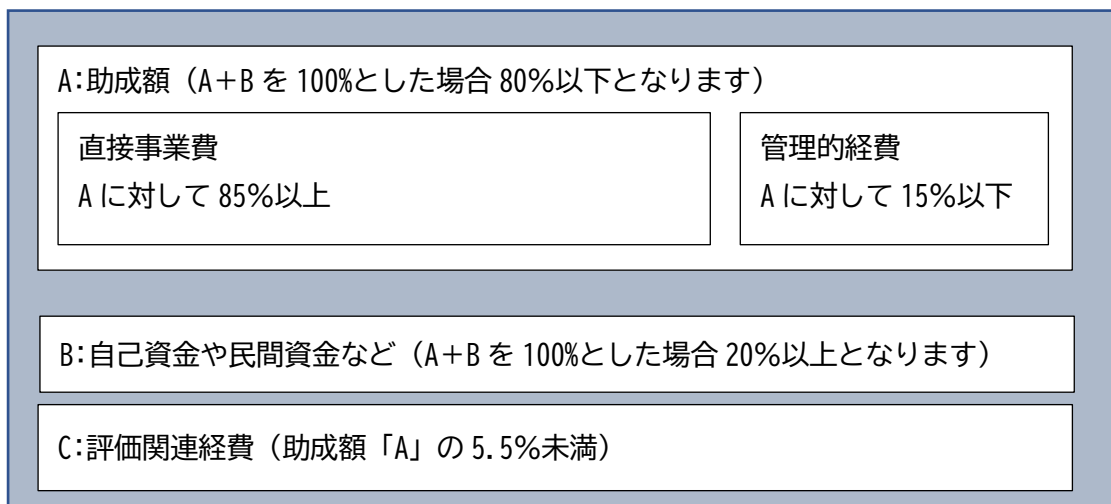 A:助成額（A＋B を 100%とした場合 80％以下となります）
直接事業費
A に対して 85％以上
管理的経費
A に対して 15％以下
B:自己資金や民間資金など（A＋B を 100%とした場合 20％以上となります）
C:評価関連経費（助成額「A」の 5.5％未満）